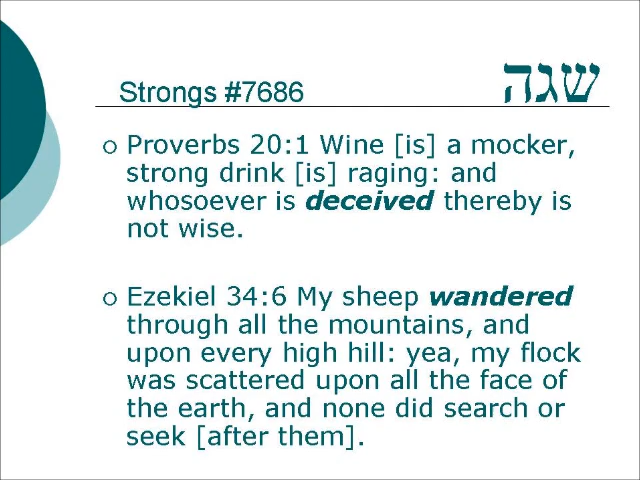 Strongs #7686 שגה
Proverbs 20:1 Wine [is] a mocker,
strong drink [is] raging: and
whosoever is deceived thereby is
not wise.
Ezekiel 34:6 My sheep wandered
through all the mountains, and
upon every high hill: yea, my flock
was scattered upon all the face of
the earth, and none did search or
seek [after them].